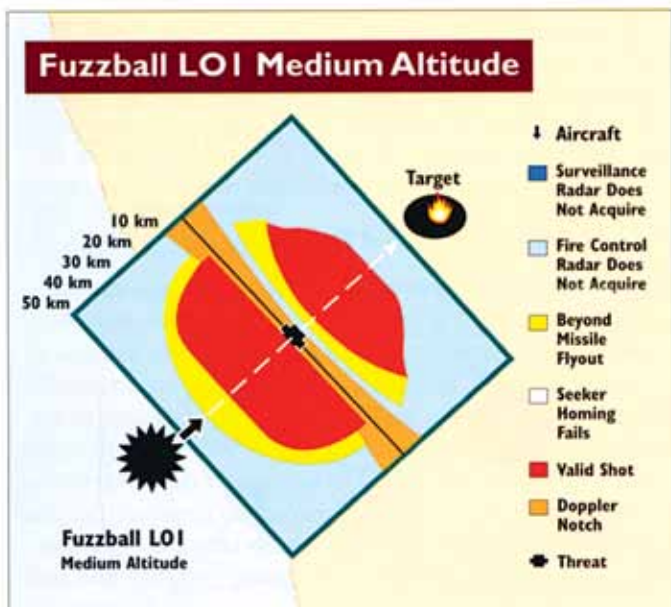 Fuzzball LO1 Medium Altitude
Target
10 km
20 km
30 km
40 km
50 km
Fuzzball LO1
Medium Altitude
Aircraft
Surveillance
Radar Does
Not Acquire
Fire Control
Radar Does
Not Acquire
Beyond
Missile
Flyout
Seeker
Homing
Fails
Valid Shot
Doppler
Notch
Threat